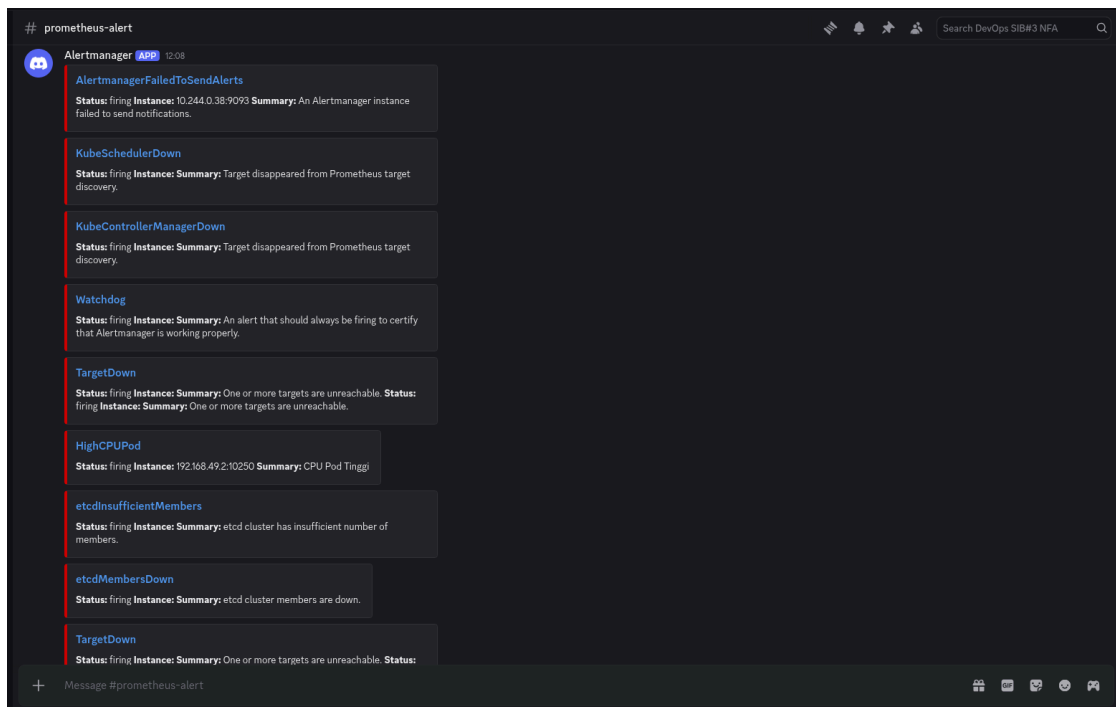 # prometheus-alert
Search DevOps SIB#3 NFA
Alertmanager APP 12:08
AlertmanagerFailedToSendAlerts
Status: firing Instance: 10.244.0.38:9093 Summary: An Alertmanager instance
failed to send notifications.
KubeSchedulerDown
Status: firing Instance: Summary: Target disappeared from Prometheus target
discovery.
KubeControllerManagerDown
Status: firing Instance: Summary: Target disappeared from Prometheus target
discovery.
Watchdog
Status: firing Instance: Summary: An alert that should always be firing to certify
that Alertmanager is working properly.
TargetDown
Status: firing Instance: Summary: One or more targets are unreachable. Status:
firing Instance: Summary: One or more targets are unreachable.
HighCPUPod
Status: firing Instance: 192.168.49.2:10250 Summary: CPU Pod Tinggi
etcdInsufficientMembers
Status: firing Instance: Summary: etcd cluster has insufficient number of
members.
etcdMembersDown
Status: firing Instance: Summary: etcd cluster members are down.
TargetDown
Status: firing Instance: Summary: One or more targets are unreachable. Status:
Message #prometheus-alert
GIF